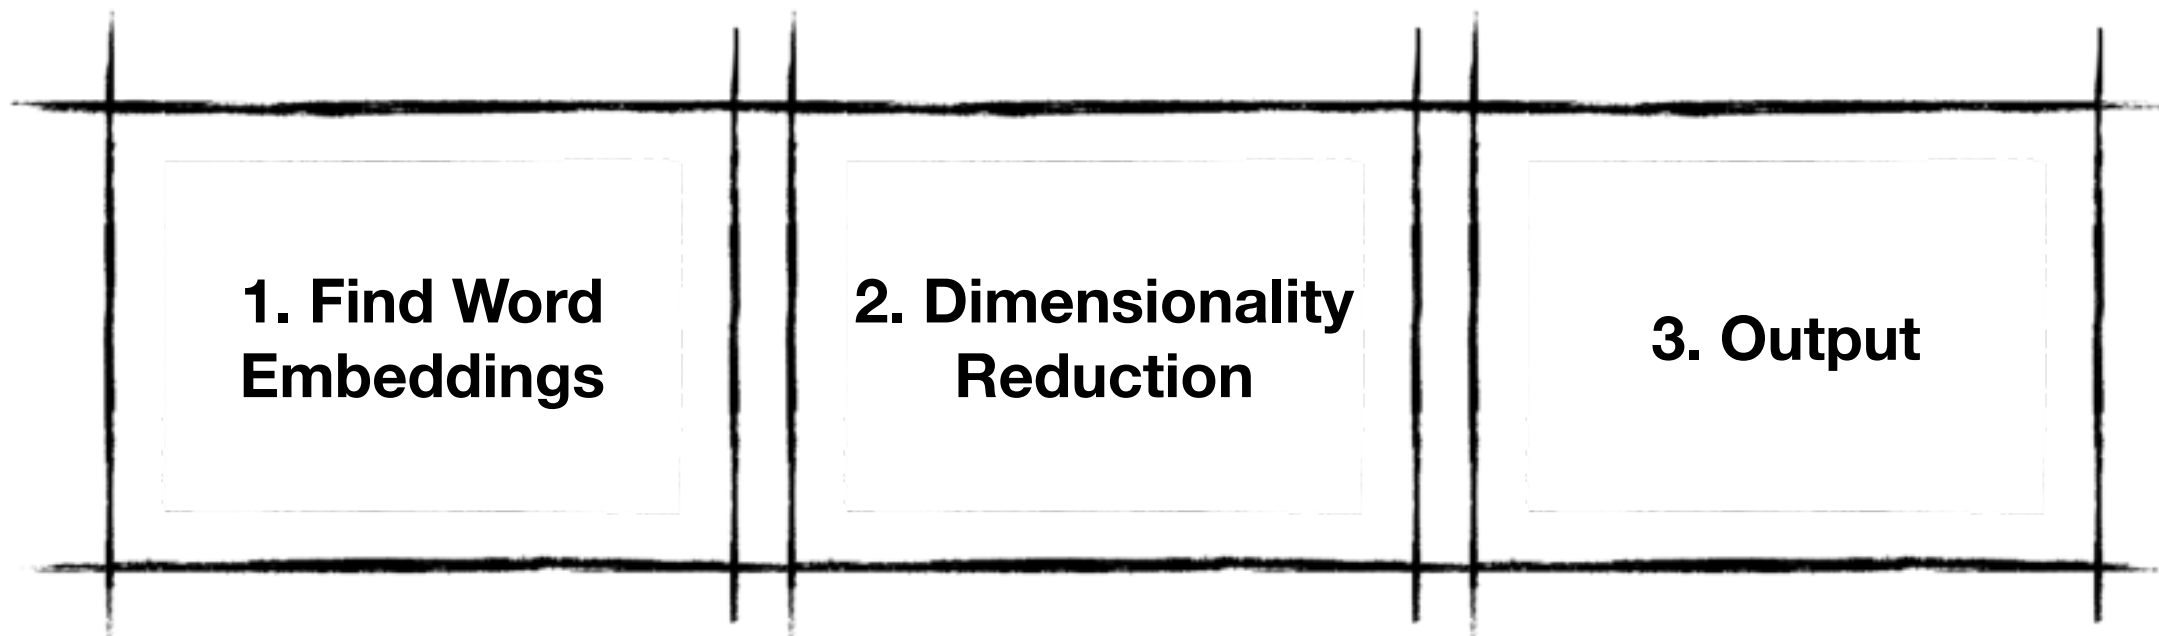 1. Find Word
Embeddings
2. Dimensionality
Reduction
3. Output